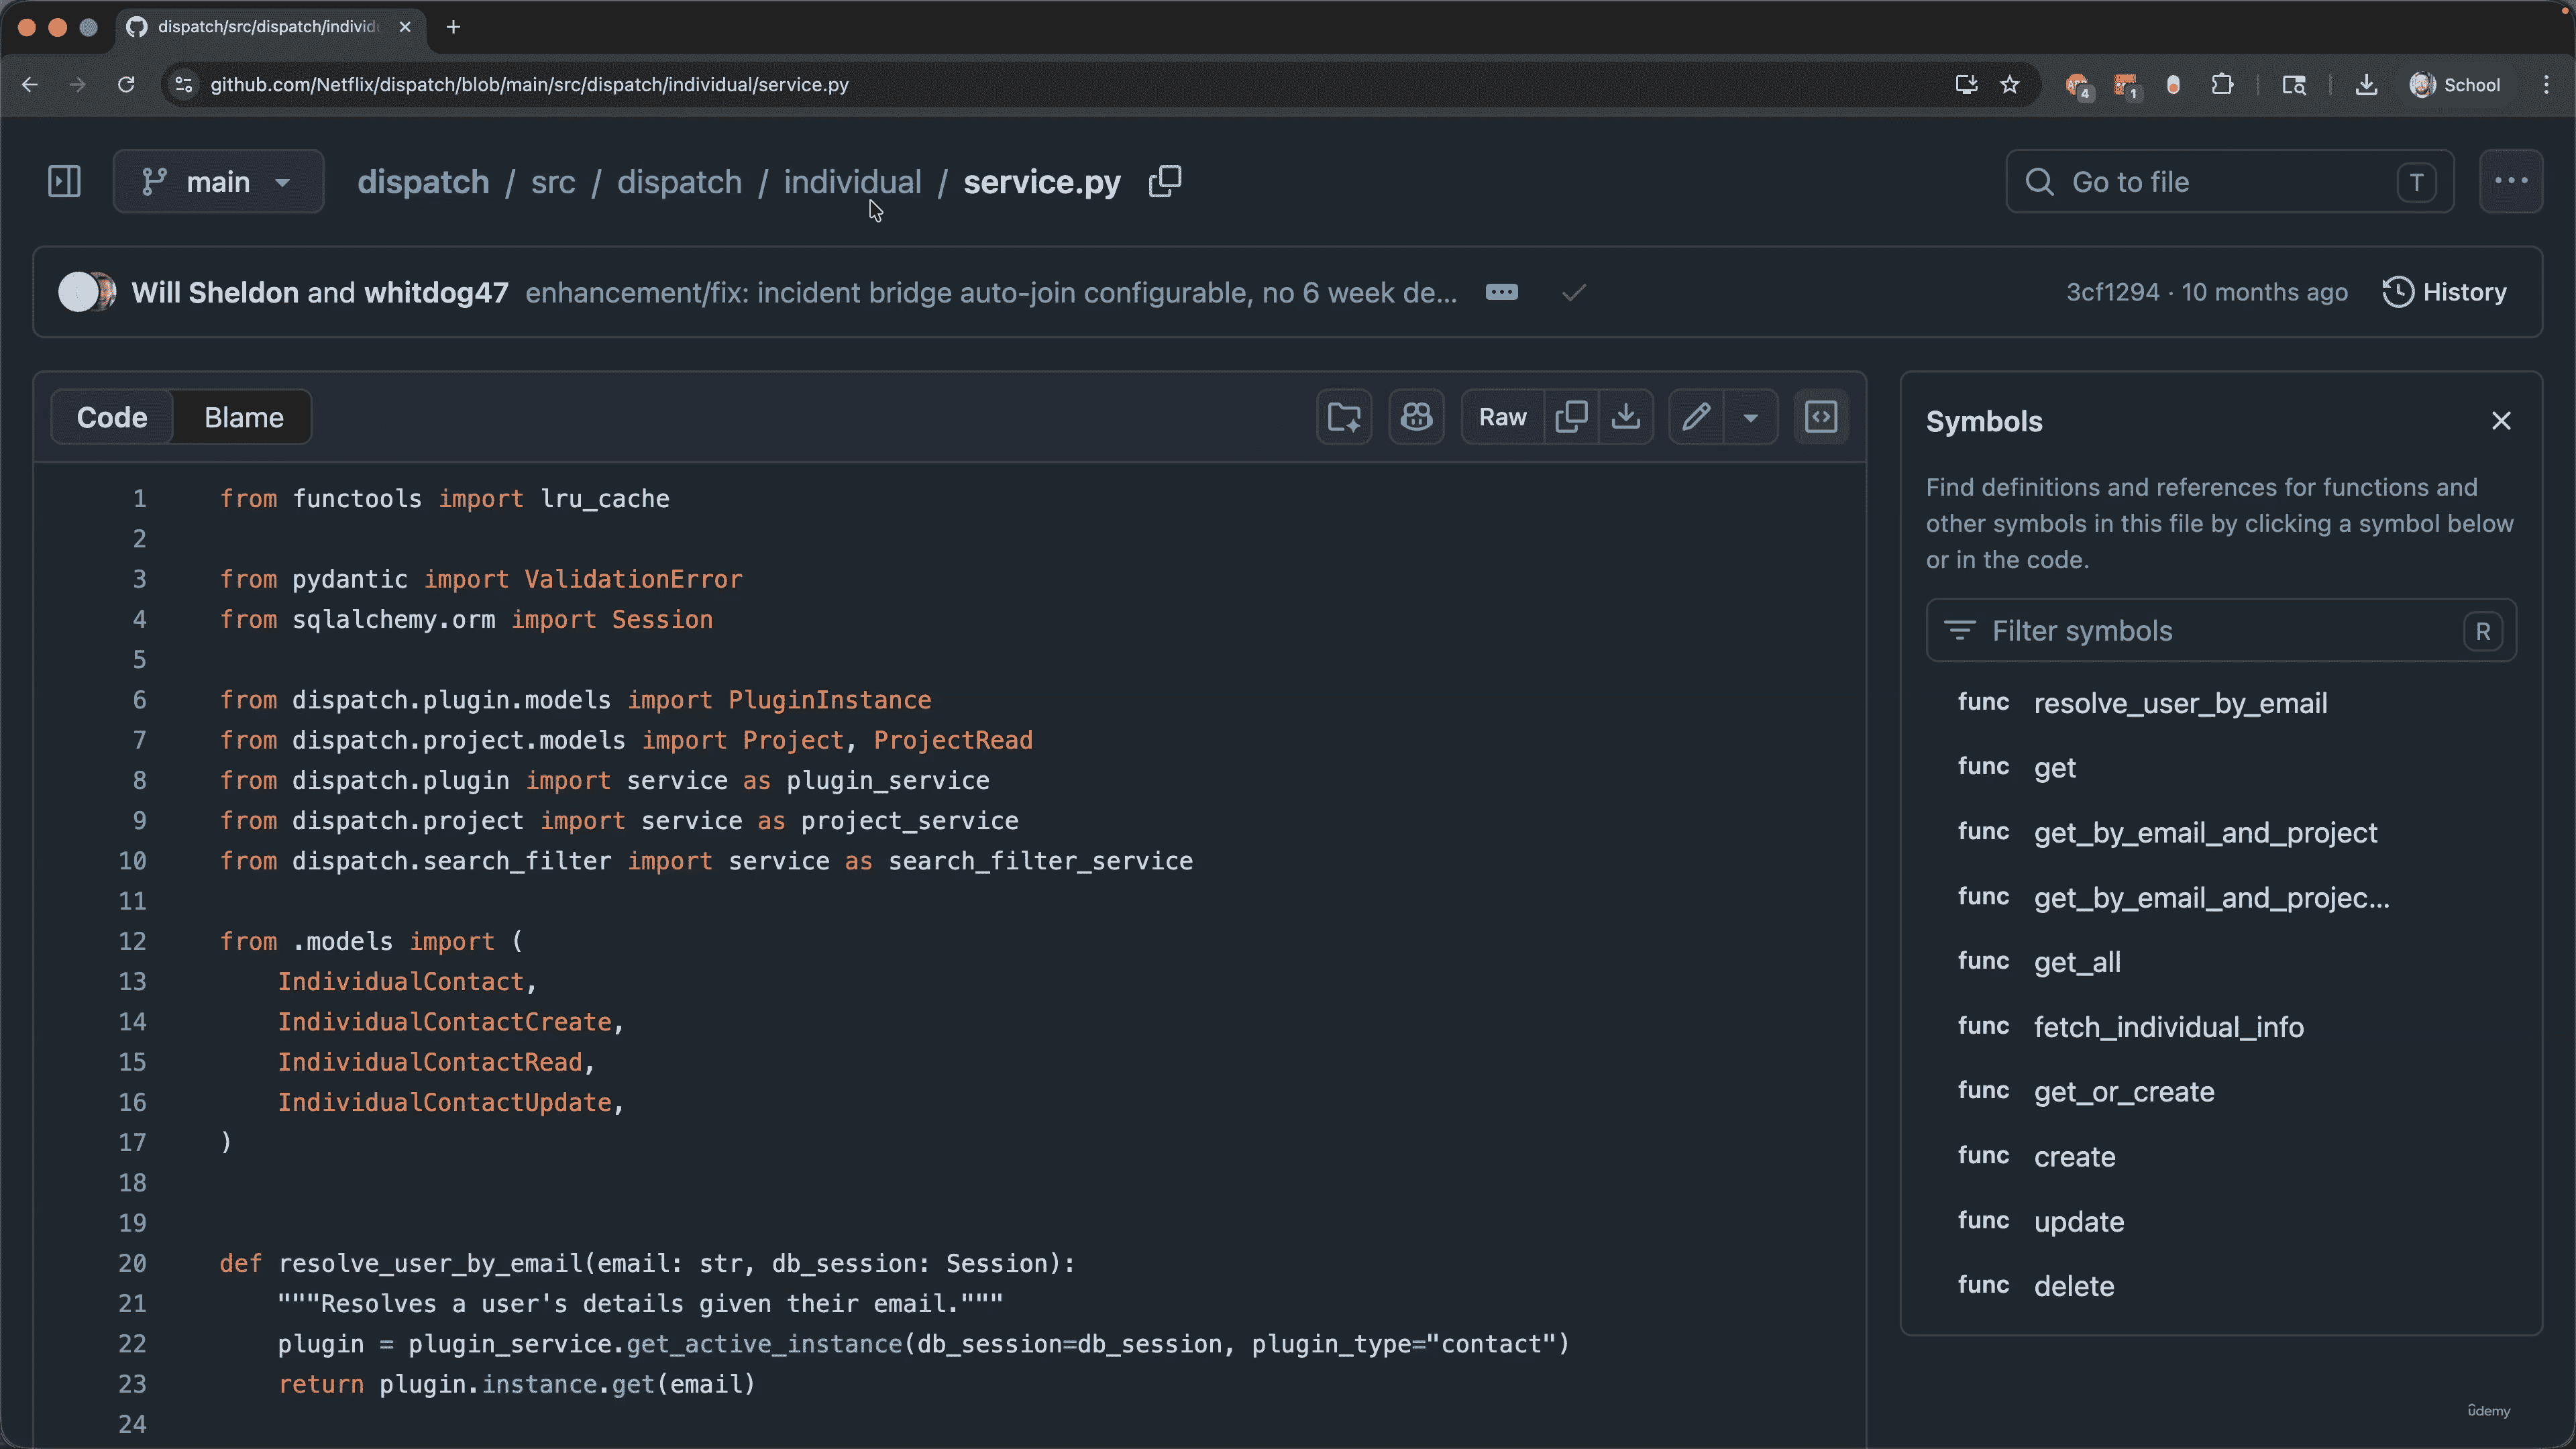 dispatch/src/dispatch/individu
github.com/Netflix/dispatch/blob/main/src/dispatch/individual/service.py
4
1
School
main
dispatch / src / dispatch / individual / service.py
Go to file
T
Will Sheldon and whitdog47 enhancement/fix: incident bridge auto-join configurable, no 6 week de...
3cf1294 · 10 months ago
History
Code
Blame
Raw
1 from functools import lru_cache
2
3 from pydantic import ValidationError
4 from sqlalchemy.orm import Session
5
6 from dispatch.plugin.models import PluginInstance
7 from dispatch.project.models import Project, ProjectRead
8 from dispatch.plugin import service as plugin_service
9 from dispatch.project import service as project_service
10 from dispatch.search_filter import service as search_filter_service
11
12 from .models import (
13     IndividualContact,
14     IndividualContactCreate,
15     IndividualContactRead,
16     IndividualContactUpdate,
17 )
18
19
20 def resolve_user_by_email(email: str, db_session: Session):
21     """Resolves a user's details given their email."""
22     plugin = plugin_service.get_active_instance(db_session=db_session, plugin_type="contact")
23     return plugin.instance.get(email)
24
Symbols
Find definitions and references for functions and
other symbols in this file by clicking a symbol below
or in the code.
Filter symbols
R
func resolve_user_by_email
func get
func get_by_email_and_project
func get_by_email_and_projec...
func get_all
func fetch_individual_info
func get_or_create
func create
func update
func delete
ûdemy